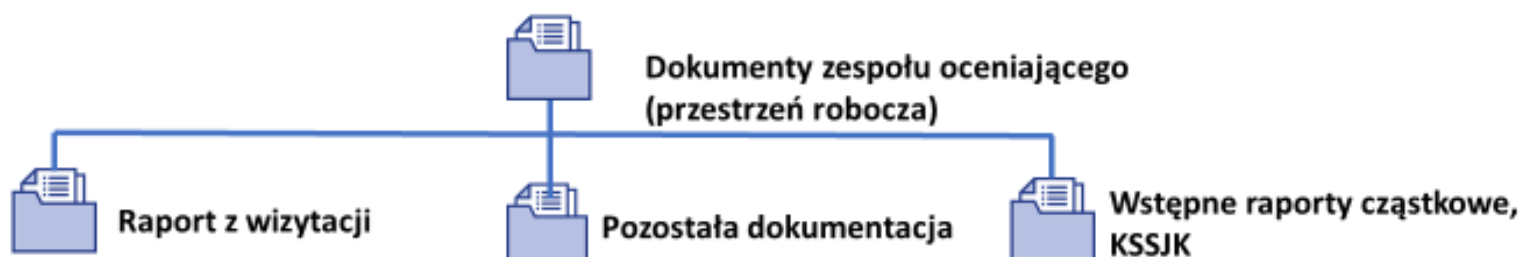 Dokumenty zespołu oceniającego
(przestrzeń robocza)
Raport z wizytacji
Pozostała dokumentacja
Wstępne raporty cząstkowe,
KSSJK